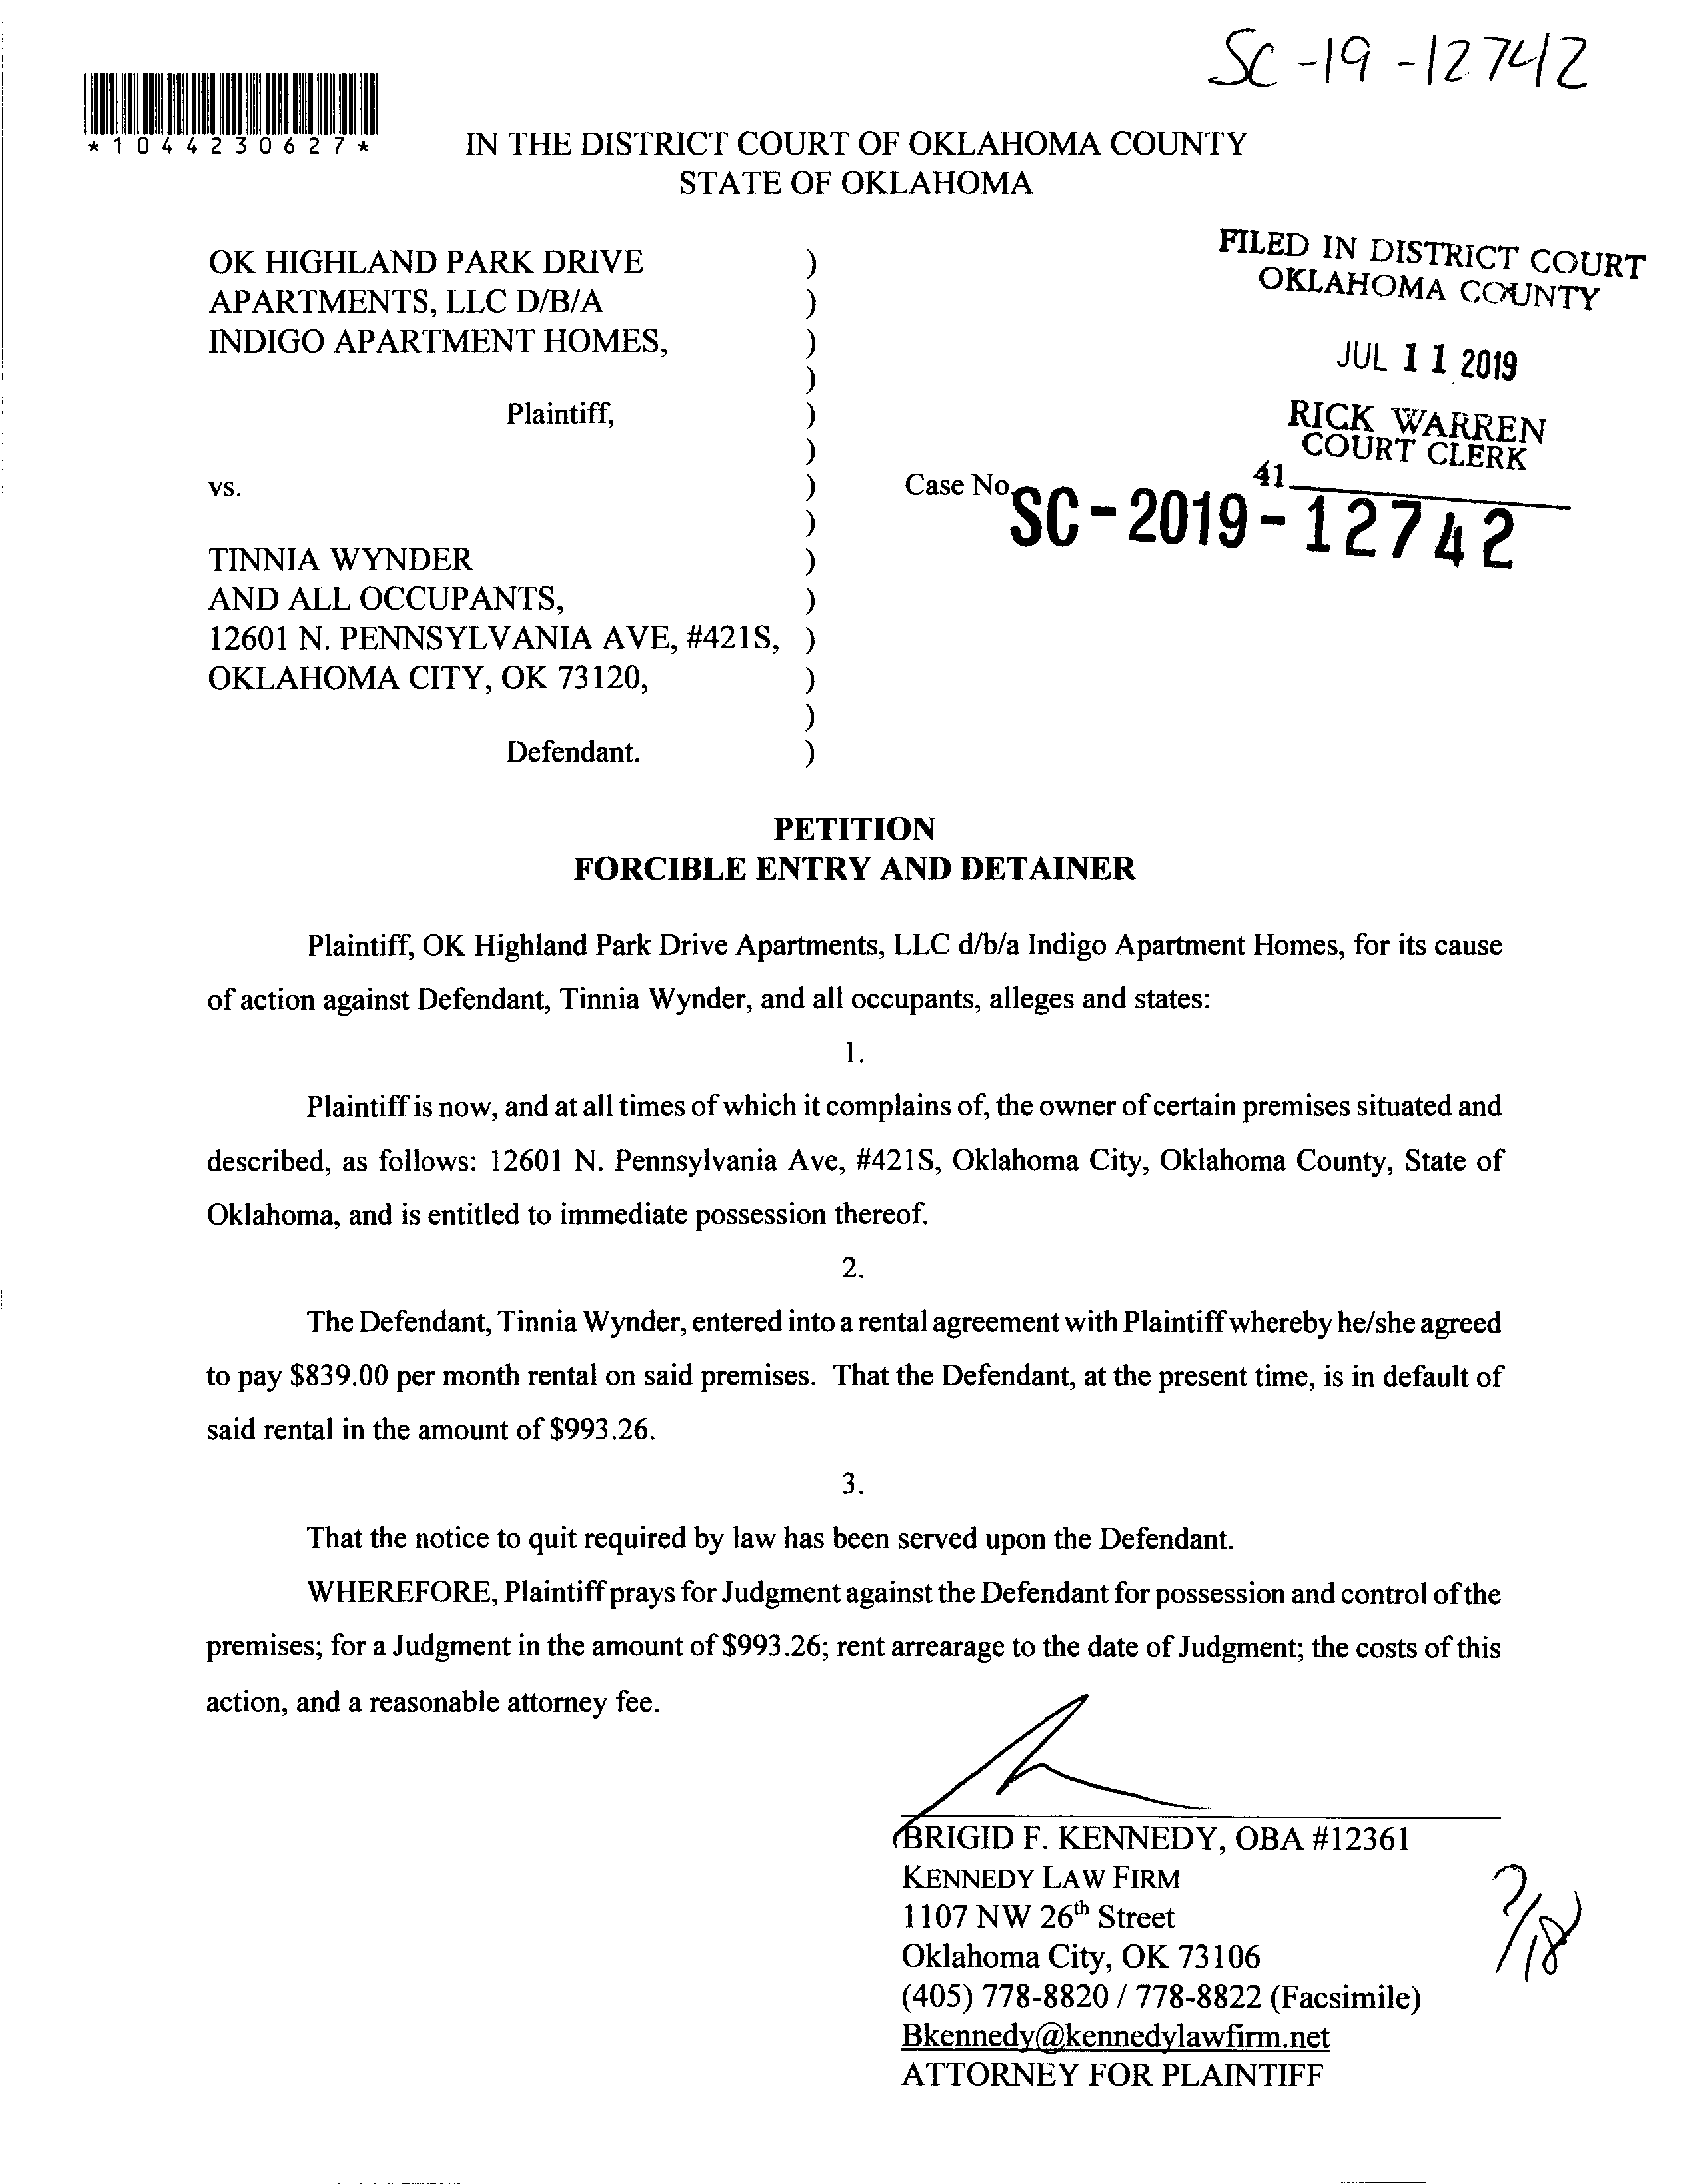 SC-19-12742
*1044230627*
IN THE DISTRICT COURT OF OKLAHOMA COUNTY
STATE OF OKLAHOMA
OK HIGHLAND PARK DRIVE )
APARTMENTS, LLC D/B/A )
INDIGO APARTMENT HOMES, )
)
Plaintiff, )
)
vs. )
)
TINNIA WYNDER )
AND ALL OCCUPANTS, )
12601 N. PENNSYLVANIA AVE, #421S, )
OKLAHOMA CITY, OK 73120, )
)
Defendant. )
FILED IN DISTRICT COURT
OKLAHOMA COUNTY
JUL 11 2019
RICK WARREN
COURT CLERK
41
Case No. SC-2019-12742
PETITION
FORCIBLE ENTRY AND DETAINER
Plaintiff, OK Highland Park Drive Apartments, LLC d/b/a Indigo Apartment Homes, for its cause
of action against Defendant, Tinnia Wynder, and all occupants, alleges and states:
1.
Plaintiff is now, and at all times of which it complains of, the owner of certain premises situated and
described, as follows: 12601 N. Pennsylvania Ave, #421S, Oklahoma City, Oklahoma County, State of
Oklahoma, and is entitled to immediate possession thereof.
2.
The Defendant, Tinnia Wynder, entered into a rental agreement with Plaintiff whereby he/she agreed
to pay $839.00 per month rental on said premises. That the Defendant, at the present time, is in default of
said rental in the amount of $993.26.
3.
That the notice to quit required by law has been served upon the Defendant.
WHEREFORE, Plaintiff prays for Judgment against the Defendant for possession and control of the
premises; for a Judgment in the amount of $993.26; rent arrearage to the date of Judgment; the costs of this
action, and a reasonable attorney fee.
BRIGID F. KENNEDY, OBA #12361
KENNEDY LAW FIRM
1107 NW 26th Street
Oklahoma City, OK 73106
(405) 778-8820 / 778-8822 (Facsimile)
Bkennedy@kennedylawfirm.net
ATTORNEY FOR PLAINTIFF
7/18